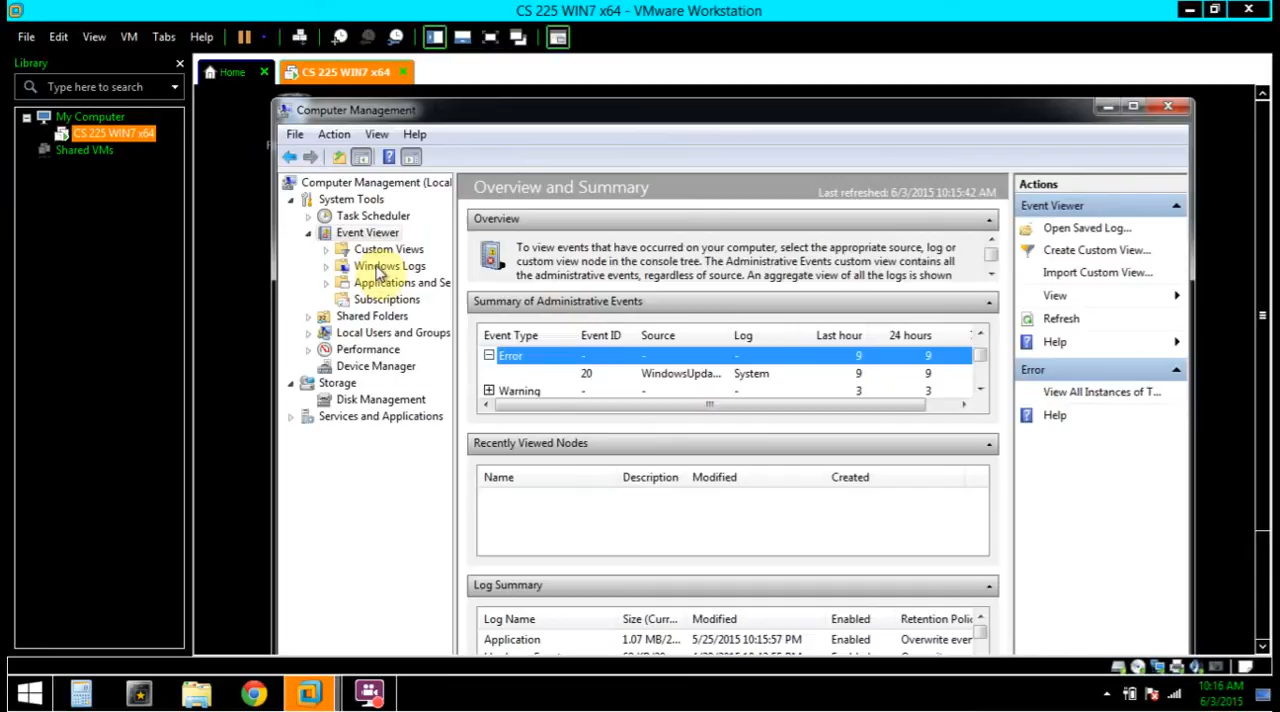 CS 225 WIN7 x64 - VMware Workstation
File Edit View VM Tabs Help
Library
Type here to search
My Computer
CS 225 WIN7 x64
Shared VMs
Home
CS 225 WIN7 x64
Computer Management
File Action View Help
Computer Management (Local
System Tools
Task Scheduler
Event Viewer
Custom Views
Windows Logs
Applications and Se
Subscriptions
Shared Folders
Local Users and Groups
Performance
Device Manager
Storage
Disk Management
Services and Applications
Overview and Summary
Last refreshed: 6/3/2015 10:15:42 AM
Overview
To view events that have occurred on your computer, select the appropriate source, log or
custom view node in the console tree. The Administrative Events custom view contains all
the administrative events, regardless of source. An aggregate view of all the logs is shown
Summary of Administrative Events
Event Type Event ID Source Log Last hour 24 hours
Error - - - 9 9
20 WindowsUpda... System 9 9
Warning - - - 3 3
Recently Viewed Nodes
Name Description Modified Created
Log Summary
Log Name Size (Curr... Modified Enabled Retention Polic
Application 1.07 MB/2... 5/25/2015 10:15:57 PM Enabled Overwrite ever
Actions
Event Viewer
Open Saved Log...
Create Custom View...
Import Custom View...
View
Refresh
Help
Error
View All Instances of T...
Help
10:16 AM
6/3/2015